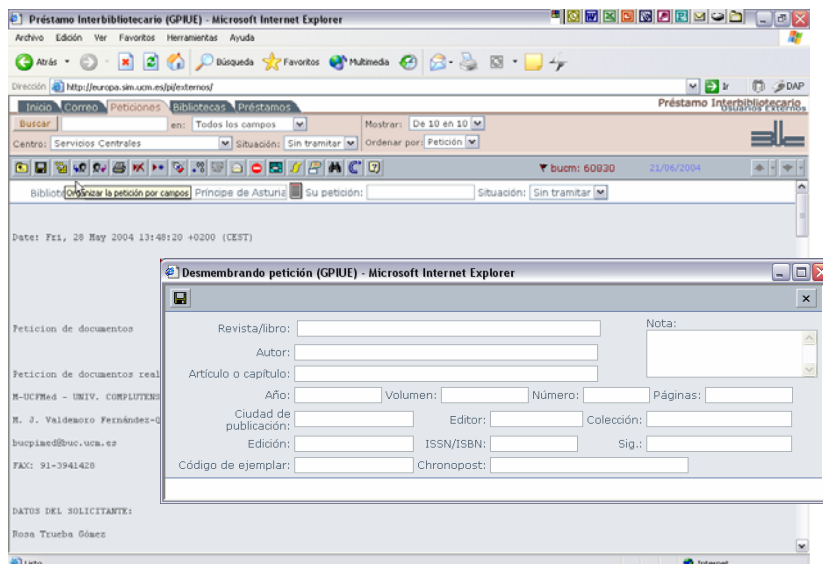 Préstamo Interbibliotecario (GPIUE) - Microsoft Internet Explorer
Archivo Edición Ver Favoritos Herramientas Ayuda
Atrás Búsqueda Favoritos Multimedia
Dirección http://europa.sim.ucm.es/pi/externos/ Ir DAP
Inicio Correo Peticiones Bibliotecas Préstamos Préstamo Interbibliotecario
Usuarios Externos
Buscar en: Todos los campos Mostrar: De 10 en 10
Centro: Servicios Centrales Situación: Sin tramitar Ordenar por: Petición
bucm: 60830 21/06/2004
Organizar la petición por campos Príncipe de Asturia Su petición: Situación: Sin tramitar
Date: Fri, 28 May 2004 13:48:20 +0200 (CEST)
Desmembrando petición (GPIUE) - Microsoft Internet Explorer
Peticion de documentos
Peticion de documentos real
M-UCFMed - UNIV. COMPLUTENS
M. J. Valdemoro Fernández-Q
bucpimed@buc.ucm.es
FAX: 91-3941428
DATOS DEL SOLICITANTE:
Rosa Trueba Gómez
Revista/libro: Nota:
Autor:
Artículo o capítulo:
Año: Volumen: Número: Páginas:
Ciudad de
publicación: Editor: Colección:
Edición: ISSN/ISBN: Sig.:
Código de ejemplar: Chronopost:
Listo Internet